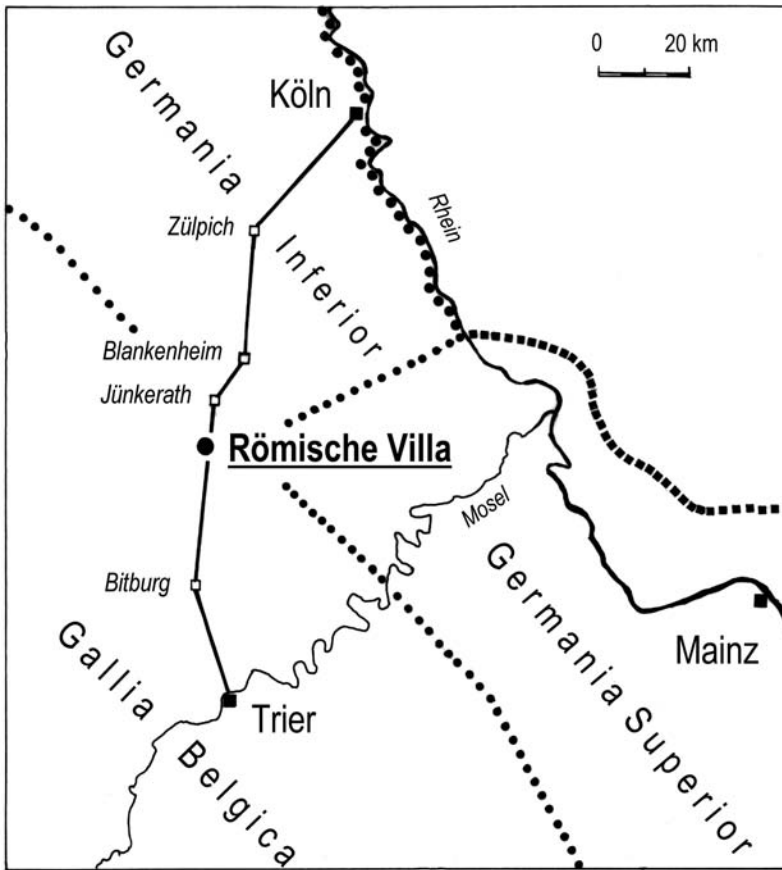 0 20 km
Germania
Köln
Rhein
Zülpich
Inferior
Blankenheim
Jünkerath
Römische Villa
Mosel
Bitburg
Germania Superior
Gallia
Mainz
Trier
Belgica